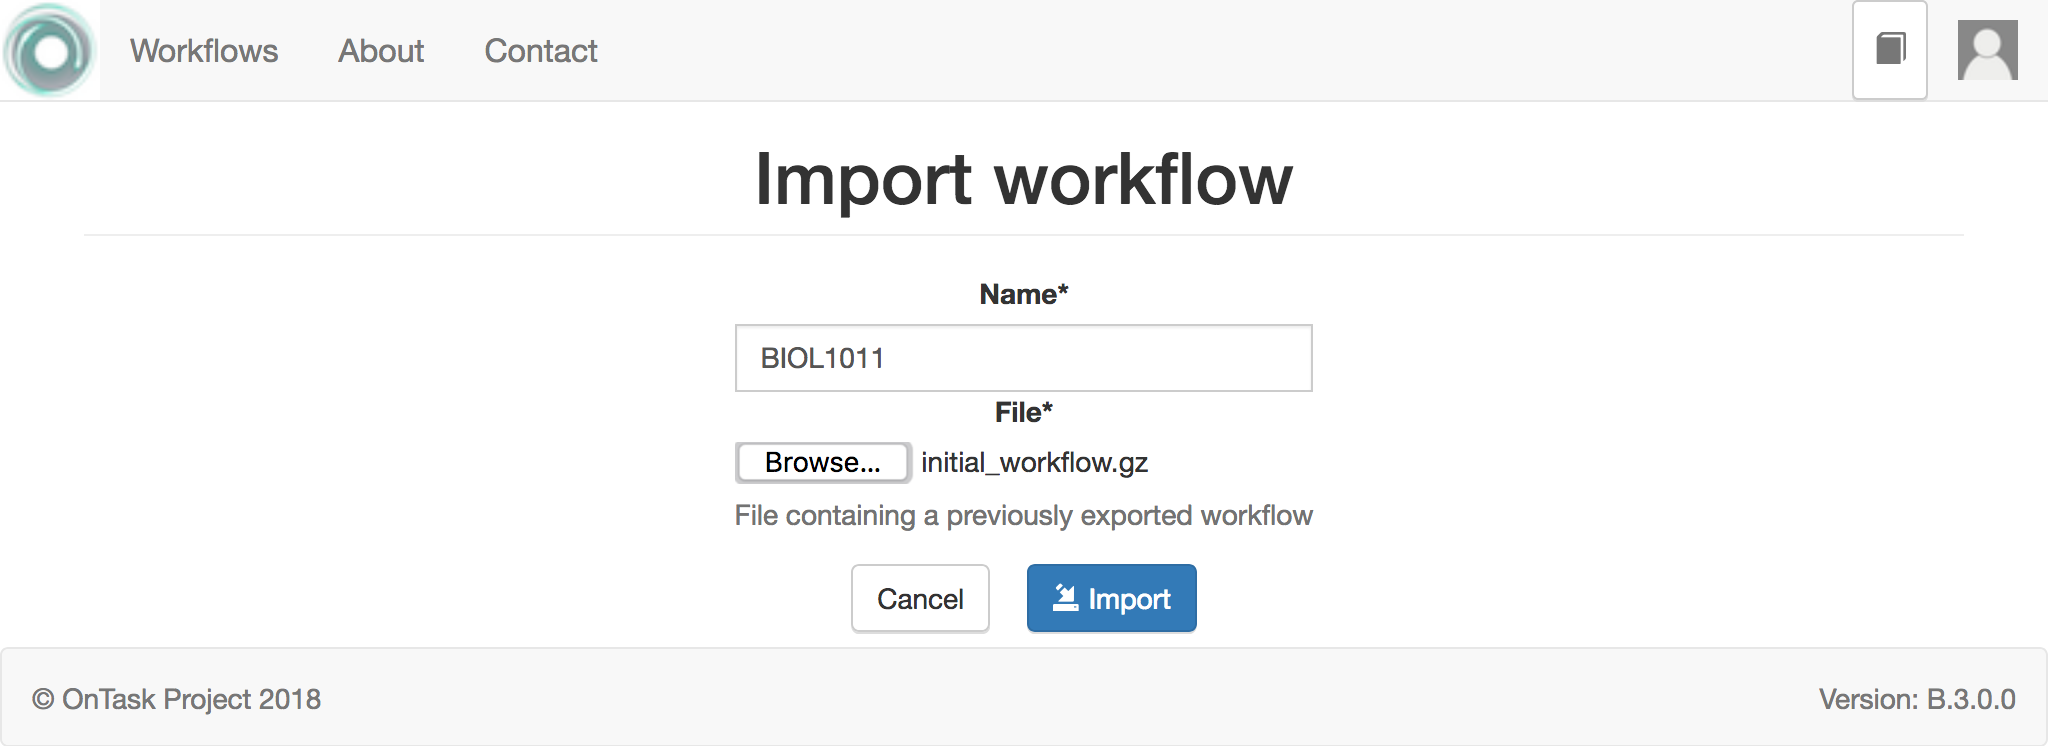 Workflows About Contact
Import workflow
Name*
BIOL1011
File*
Browse... initial_workflow.gz
File containing a previously exported workflow
Cancel Import
© OnTask Project 2018 Version: B.3.0.0